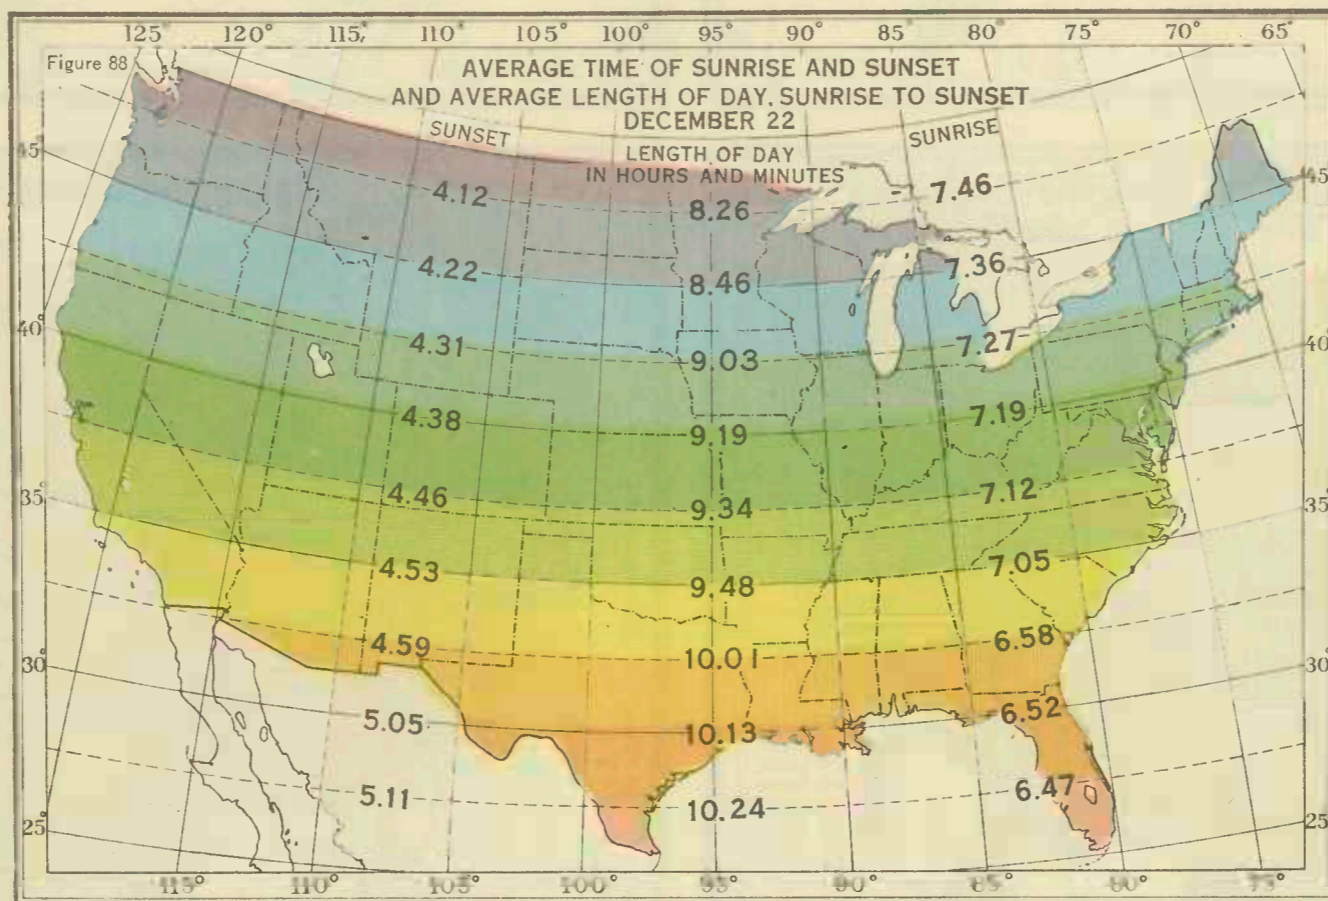 125° 120° 115° 110° 105° 100° 95° 90° 85° 80° 75° 70° 65°
Figure 88
AVERAGE TIME OF SUNRISE AND SUNSET
AND AVERAGE LENGTH OF DAY, SUNRISE TO SUNSET
DECEMBER 22
SUNSET
SUNRISE
LENGTH OF DAY
IN HOURS AND MINUTES
45° 45°
4.12 8.26 7.46
4.22 8.46 7.36
40° 40°
4.31 9.03 7.27
4.38 9.19 7.19
35° 35°
4.46 9.34 7.12
4.53 9.48 7.05
30° 30°
4.59 10.01 6.58
5.05 10.13 6.52
25° 25°
5.11 10.24 6.47
115° 110° 105° 100° 95° 90° 85° 80° 75°